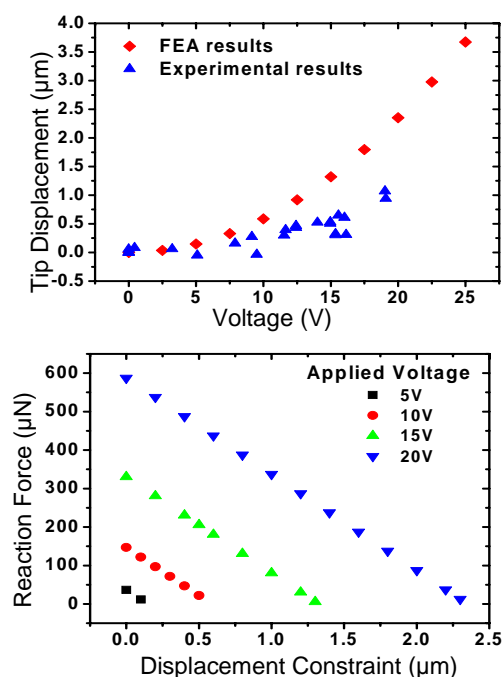 4.0
3.5
3.0
2.5
2.0
1.5
1.0
0.5
0.0
-0.5
Tip Displacement (µm)
FEA results
Experimental results
0 5 10 15 20 25
Voltage (V)
600
500
400
300
200
100
0
Reaction Force (µN)
Applied Voltage
5V
10V
15V
20V
0.0 0.5 1.0 1.5 2.0 2.5
Displacement Constraint (µm)